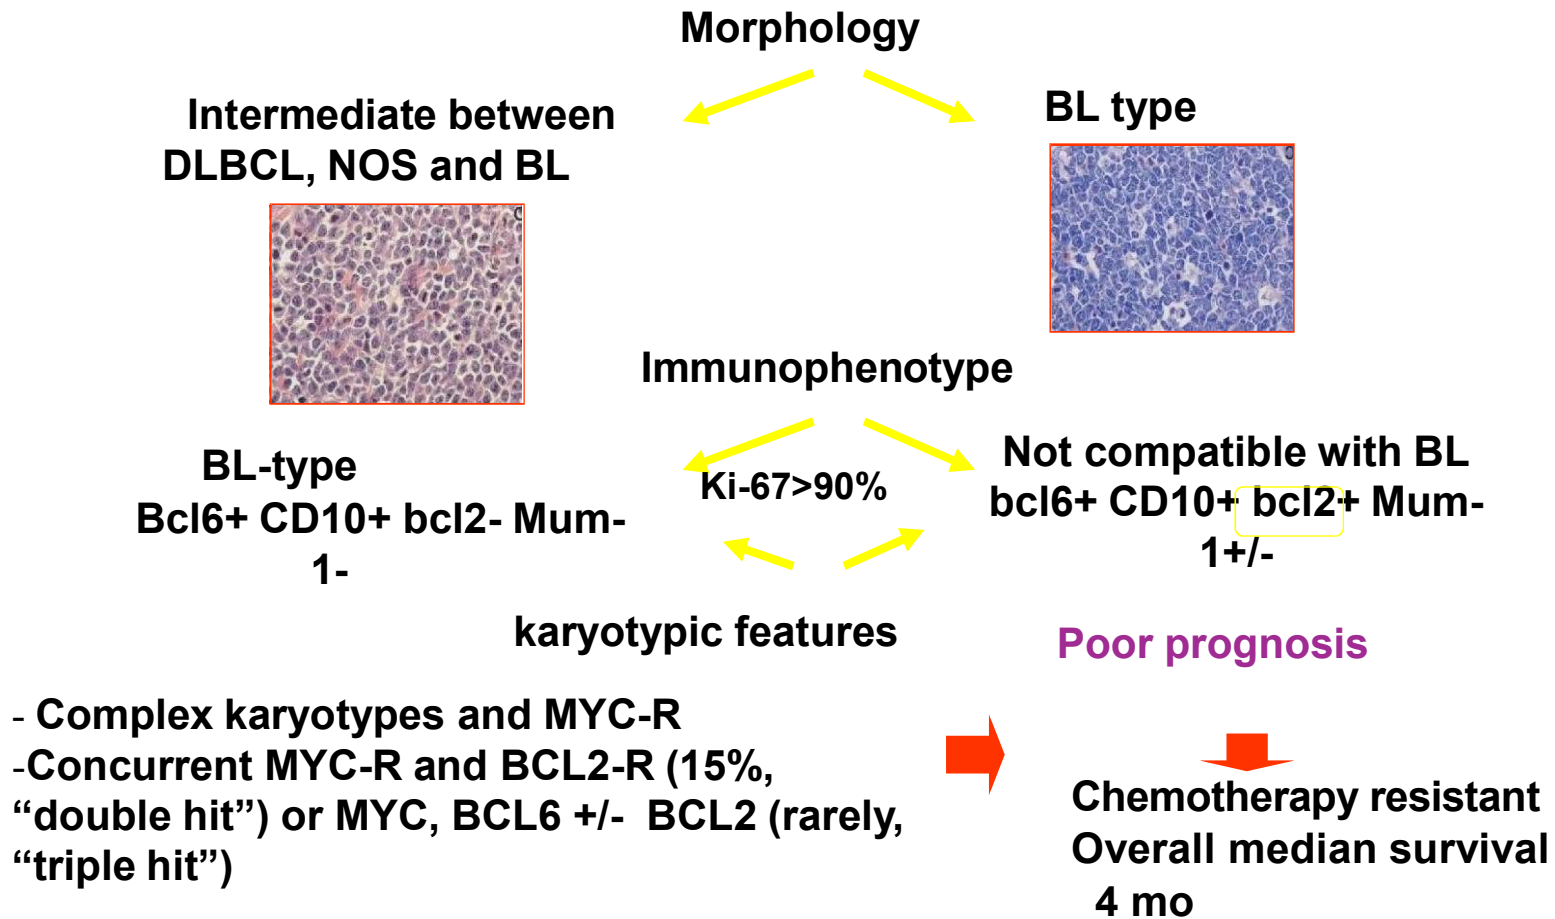 Morphology
Intermediate between
DLBCL, NOS and BL
BL type
Immunophenotype
BL-type
Bcl6+ CD10+ bcl2- Mum-
1-
Ki-67>90%
Not compatible with BL
bcl6+ CD10+ bcl2+ Mum-
1+/-
karyotypic features
- Complex karyotypes and MYC-R
-Concurrent MYC-R and BCL2-R (15%,
“double hit”) or MYC, BCL6 +/- BCL2 (rarely,
“triple hit”)
Poor prognosis
Chemotherapy resistant
Overall median survival
4 mo